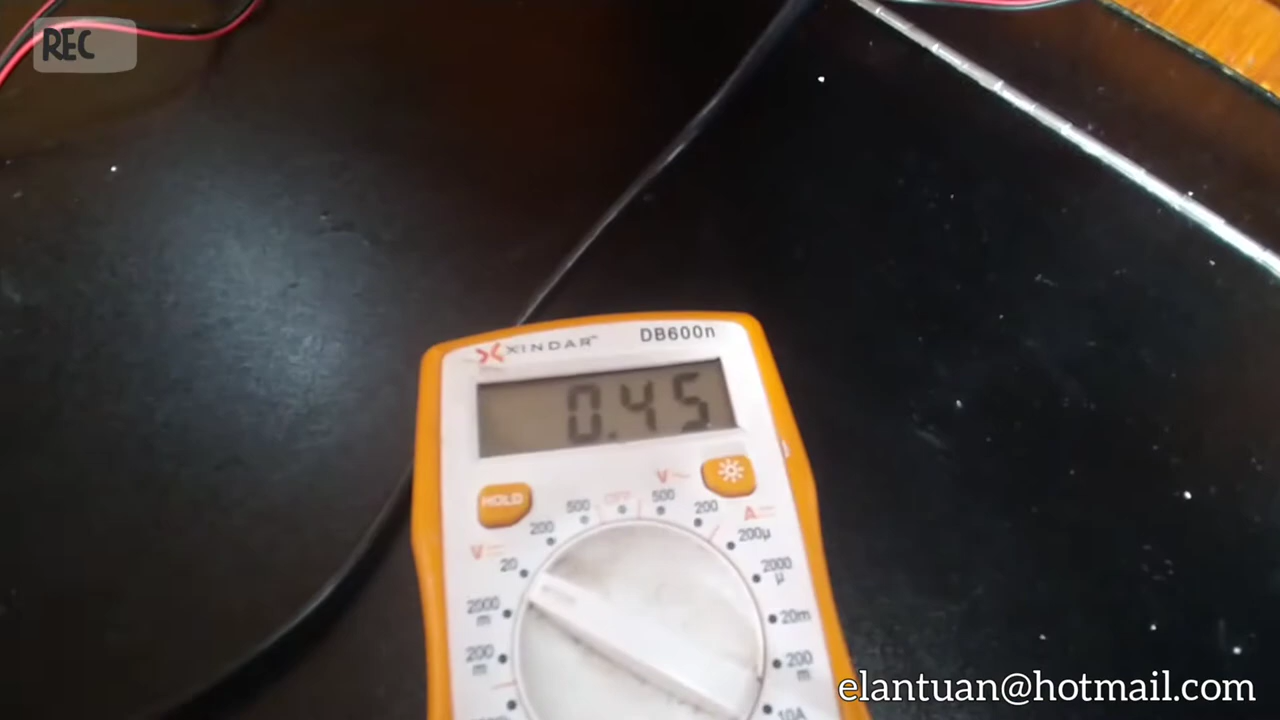 REC
XINDAR™ DB600n
0.45
HOLD
V
500
OFF
500
V
200
200
A
20
200µ
2000
m
2000
µ
20m
200
m
200
m
10A
elantuan@hotmail.com